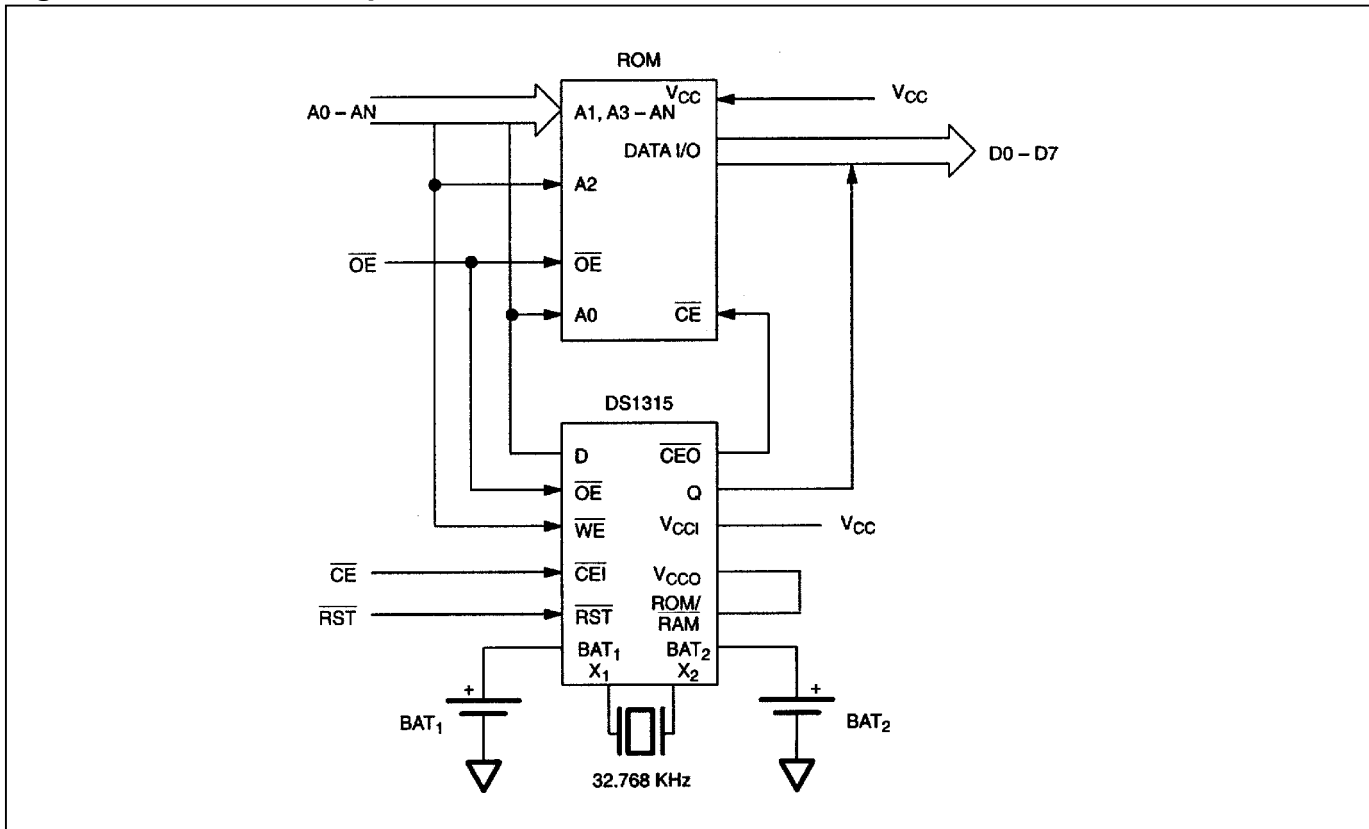 ROM
A0 – AN
A1, A3 – AN
VCC
VCC
DATA I/O
D0 – D7
A2
OE
OE
A0
CE
DS1315
D
CEO
OE
Q
WE
VCCI
VCC
CE
CEI
VCCO
RST
RST
ROM/
RAM
BAT1
BAT2
X1
X2
+
BAT1
+
BAT2
32.768 KHz